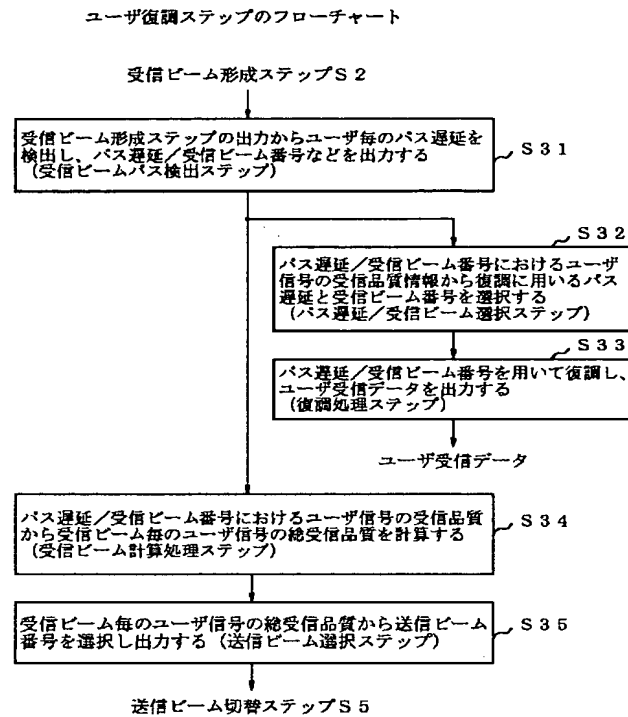 ユーザ復調ステップのフローチャート
受信ビーム形成ステップＳ２
受信ビーム形成ステップの出力からユーザ毎のパス遅延を
検出し、パス遅延／受信ビーム番号などを出力する
（受信ビームパス検出ステップ）
Ｓ３１
Ｓ３２
パス遅延／受信ビーム番号におけるユーザ
信号の受信品質情報から復調に用いるパス
遅延と受信ビーム番号を選択する
（パス遅延／受信ビーム選択ステップ）
Ｓ３３
パス遅延／受信ビーム番号を用いて復調し、
ユーザ受信データを出力する
（復調処理ステップ）
ユーザ受信データ
パス遅延／受信ビーム番号におけるユーザ信号の受信品質
から受信ビーム毎のユーザ信号の総受信品質を計算する
（受信ビーム計算処理ステップ）
Ｓ３４
受信ビーム毎のユーザ信号の総受信品質から送信ビーム
番号を選択し出力する（送信ビーム選択ステップ）
Ｓ３５
送信ビーム切替ステップＳ５